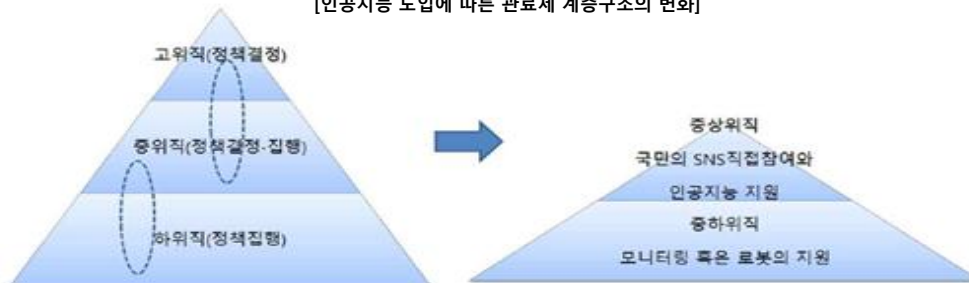 [인공지능 도입에 따른 관료제 계층구조의 변화]
고위직(정책결정)
중위직(정책결정-집행)
하위직(정책집행)
중상위직
국민의 SNS직접참여와
인공지능 지원
중하위직
모니터링 혹은 로봇의 지원